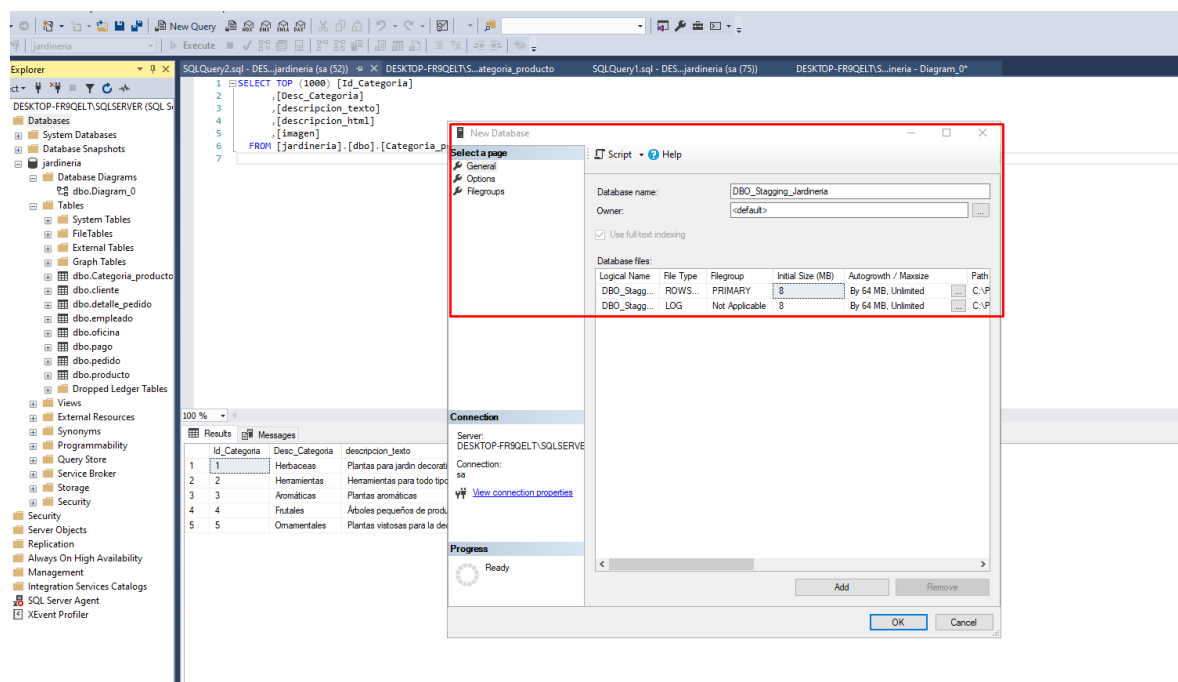 New Query
MDX DMX XMLA DAX
jardineria
Execute
Explorer
SQLQuery2.sql - DES...jardineria (sa (52)) DESKTOP-FR9QELT\S...ategoria_producto SQLQuery1.sql - DES...jardineria (sa (75)) DESKTOP-FR9QELT\S...ineria - Diagram_0*
ct
DESKTOP-FR9QELT\SQLSERVER (SQL S
Databases
System Databases
Database Snapshots
jardineria
Database Diagrams
dbo.Diagram_0
Tables
System Tables
FileTables
External Tables
Graph Tables
dbo.Categoria_producto
dbo.cliente
dbo.detalle_pedido
dbo.empleado
dbo.oficina
dbo.pago
dbo.pedido
dbo.producto
Dropped Ledger Tables
Views
External Resources
Synonyms
Programmability
Query Store
Service Broker
Storage
Security
Security
Server Objects
Replication
Always On High Availability
Management
Integration Services Catalogs
SQL Server Agent
XEvent Profiler
1 SELECT TOP (1000) [Id_Categoria]
2 ,[Desc_Categoria]
3 ,[descripcion_texto]
4 ,[descripcion_html]
5 ,[imagen]
6 FROM [jardineria].[dbo].[Categoria_p
7
100 %
Results Messages
Id_Categoria Desc_Categoria descripcion_texto
1 1 Herbaceas Plantas para jardin decorati
2 2 Herramientas Herramientas para todo tipo
3 3 Aromáticas Plantas aromáticas
4 4 Frutales Árboles pequeños de produ
5 5 Ornamentales Plantas vistosas para la de
New Database
Select a page
General
Options
Filegroups
Script Help
Database name: DBO_Stagging_Jardineria
Owner: <default> ...
Use full-text indexing
Database files:
Logical Name File Type Filegroup Initial Size (MB) Autogrowth / Maxsize Path
DBO_Stagg... ROWS... PRIMARY 8 By 64 MB, Unlimited ... C:\P
DBO_Stagg... LOG Not Applicable 8 By 64 MB, Unlimited ... C:\P
Connection
Server:
DESKTOP-FR9QELT\SQLSERVE
Connection:
sa
View connection properties
Progress
Ready
Add Remove
OK Cancel